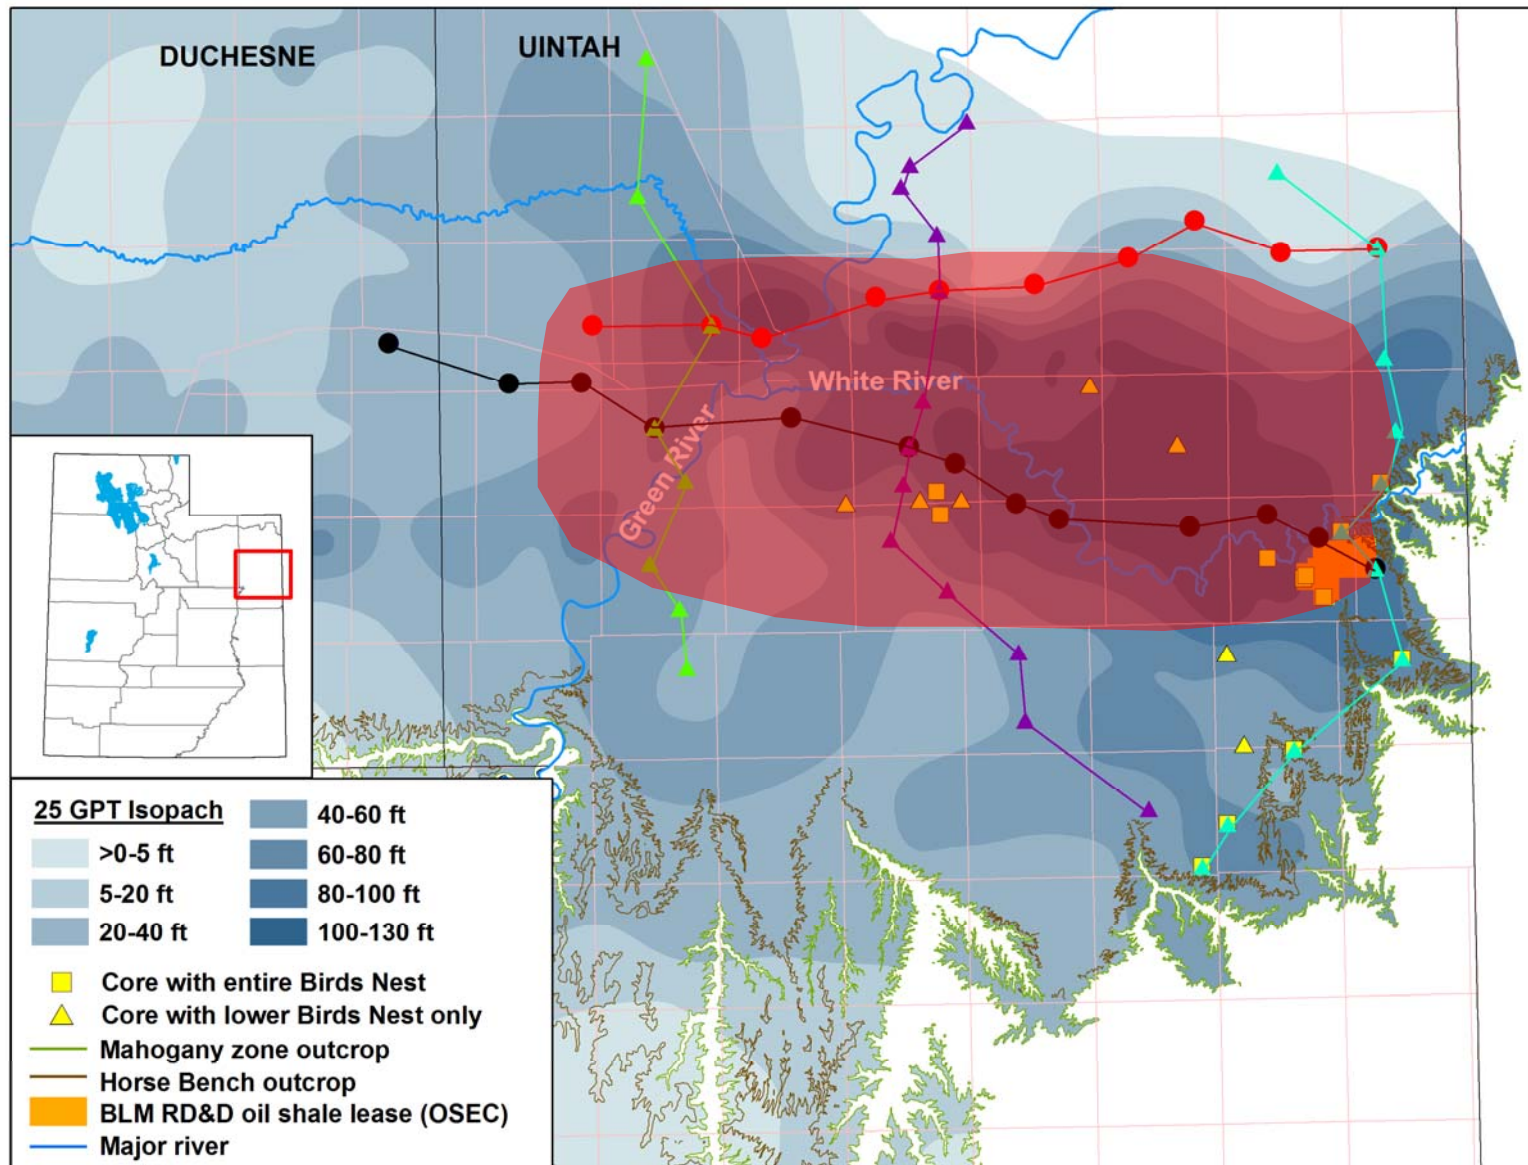 DUCHESNE
UINTAH
White River
Green River
25 GPT Isopach
>0-5 ft
5-20 ft
20-40 ft
40-60 ft
60-80 ft
80-100 ft
100-130 ft
Core with entire Birds Nest
Core with lower Birds Nest only
Mahogany zone outcrop
Horse Bench outcrop
BLM RD&D oil shale lease (OSEC)
Major river